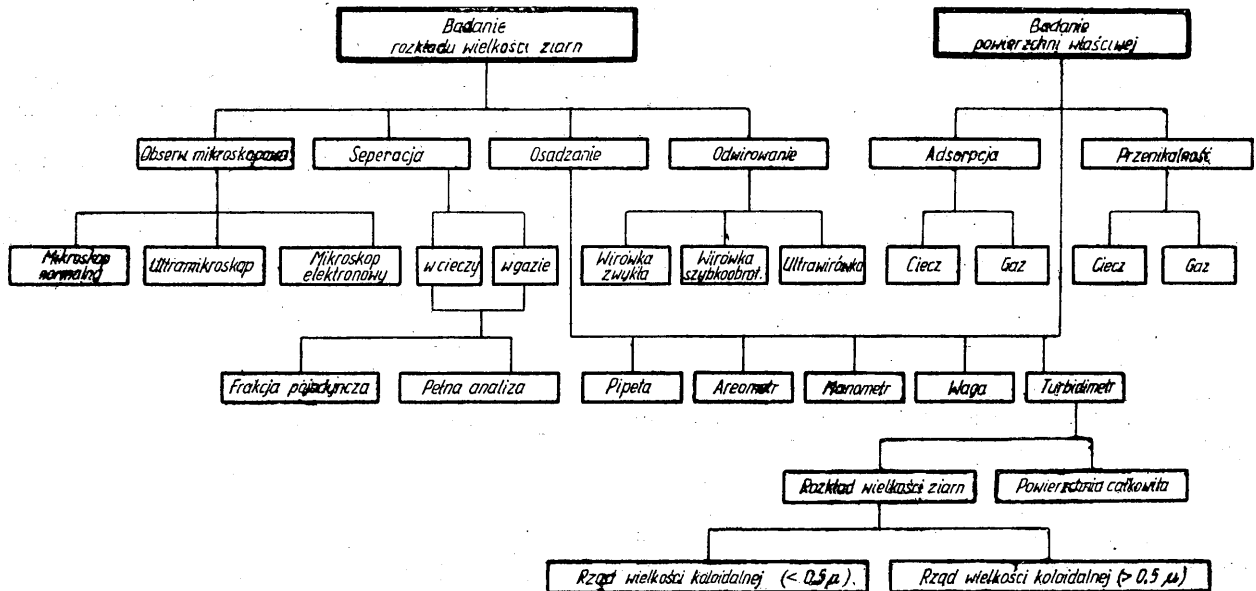 Badanie
rozkładu wielkości ziarn
Badanie
powierzchni właściwej
Obserw. mikroskopowa
Seperacja
Osadzanie
Odwirowanie
Adsorpcja
Przenikalność
Mikroskop
normalny
Ultramikroskop
Mikroskop
elektronowy
w cieczy
w gazie
Wirówka
zwykła
Wirówka
szybkoobrot.
Ultrawirówka
Ciecz
Gaz
Ciecz
Gaz
Frakcja pojedyncza
Pełna analiza
Pipeta
Areometr
Manometr
Waga
Turbidimetr
Rozkład wielkości ziarn
Powierzchnia całkowita
Rząd wielkości koloidalnej (< 0,5 μ).
Rząd wielkości koloidalnej (> 0,5 μ)